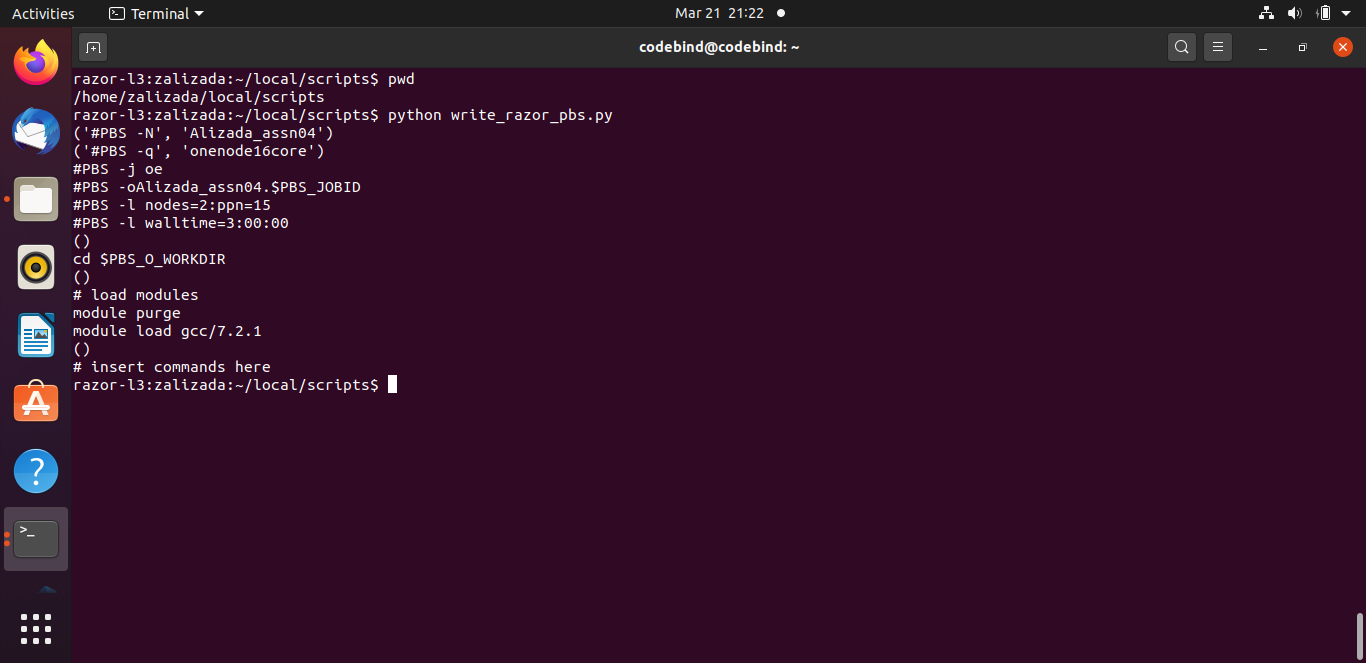 Activities
Terminal
Mar 21 21:22
codebind@codebind: ~
razor-l3:zalizada:~/local/scripts$ pwd
/home/zalizada/local/scripts
razor-l3:zalizada:~/local/scripts$ python write_razor_pbs.py
('#PBS -N', 'Alizada_assn04')
('#PBS -q', 'onenode16core')
#PBS -j oe
#PBS -oAlizada_assn04.$PBS_JOBID
#PBS -l nodes=2:ppn=15
#PBS -l walltime=3:00:00
()
cd $PBS_O_WORKDIR
()
# load modules
module purge
module load gcc/7.2.1
()
# insert commands here
razor-l3:zalizada:~/local/scripts$